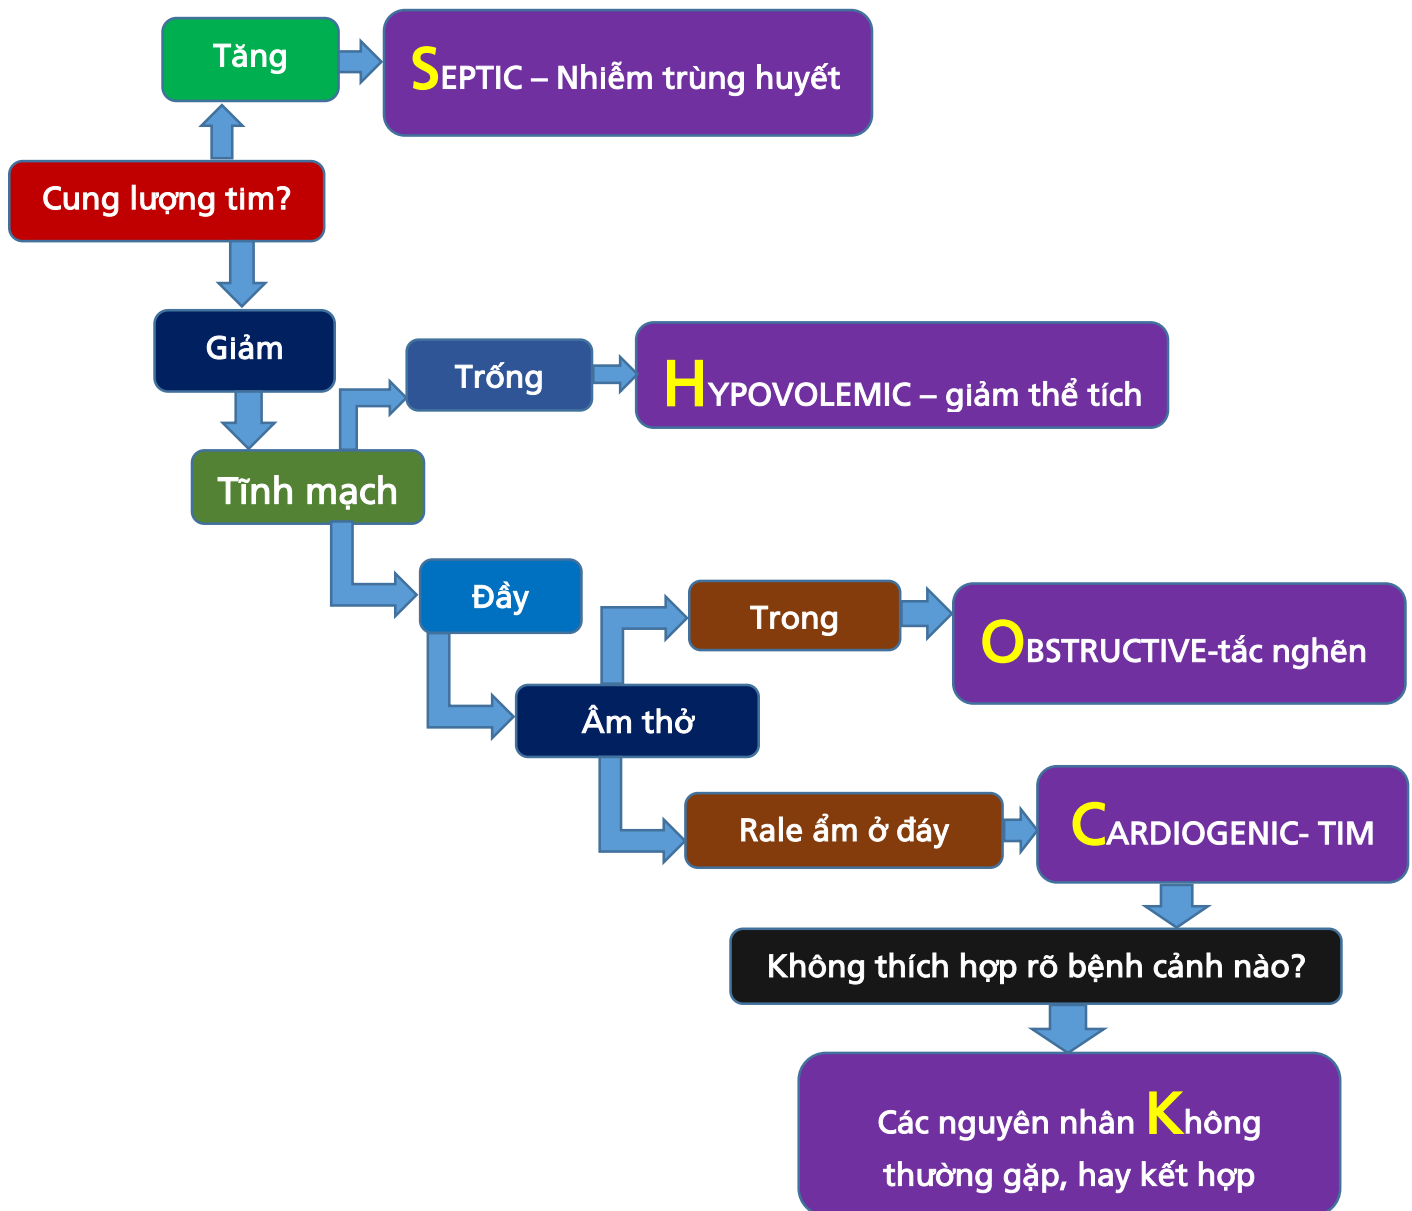 Tăng
SEPTIC – Nhiễm trùng huyết
Cung lượng tim?
Giảm
Trống
HYPOVOLEMIC – giảm thể tích
Tĩnh mạch
Đầy
Trong
OBSTRUCTIVE-tắc nghẽn
Âm thở
Rale ẩm ở đáy
CARDIOGENIC- TIM
Không thích hợp rõ bệnh cảnh nào?
Các nguyên nhân Không
thường gặp, hay kết hợp